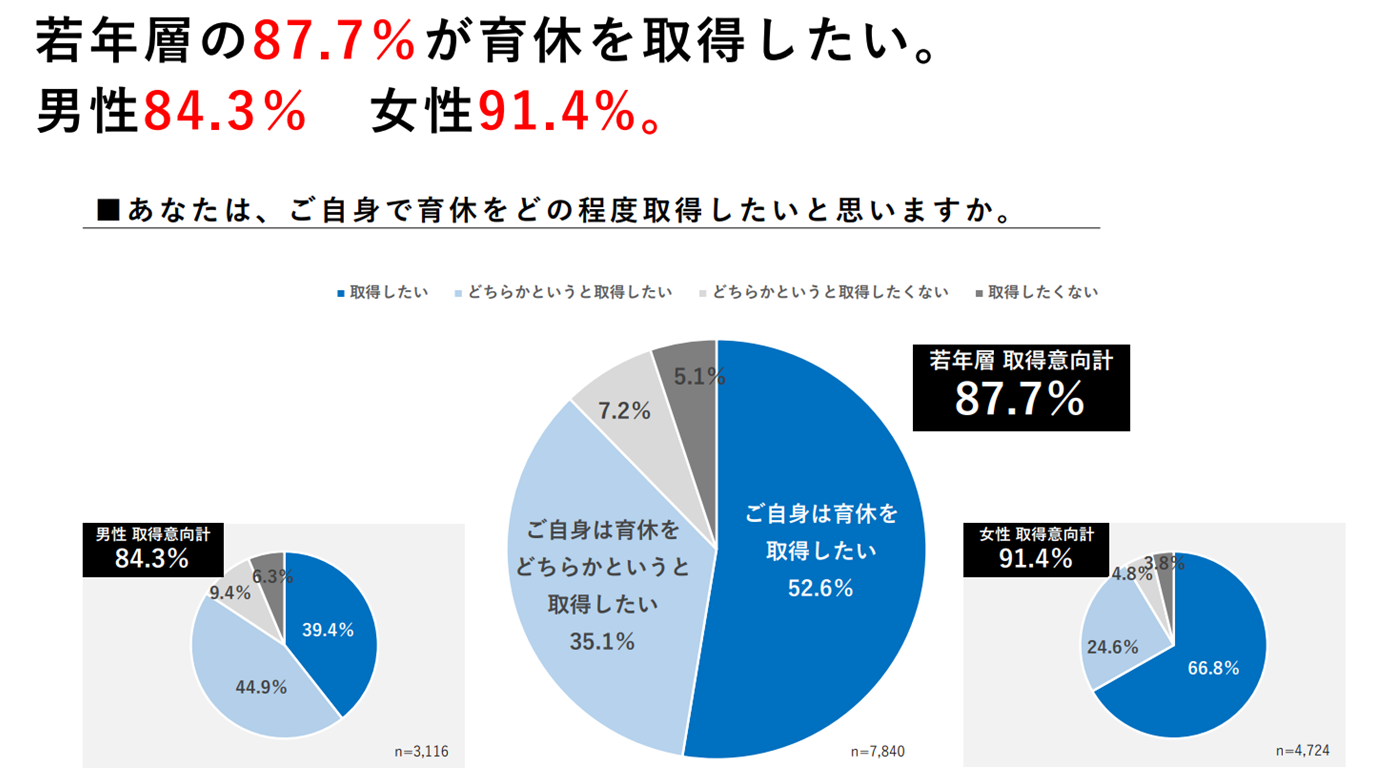 若年層の87.7%が育休を取得したい。
男性84.3%　女性91.4%。
■あなたは、ご自身で育休をどの程度取得したいと思いますか。
取得したい　どちらかというと取得したい　どちらかというと取得したくない　取得したくない
若年層 取得意向計
87.7%
5.1%
7.2%
ご自身は育休を
取得したい
52.6%
ご自身は育休を
どちらかというと
取得したい
35.1%
n=7,840
男性 取得意向計
84.3%
6.3%
9.4%
39.4%
44.9%
n=3,116
女性 取得意向計
91.4%
3.8%
4.8%
24.6%
66.8%
n=4,724